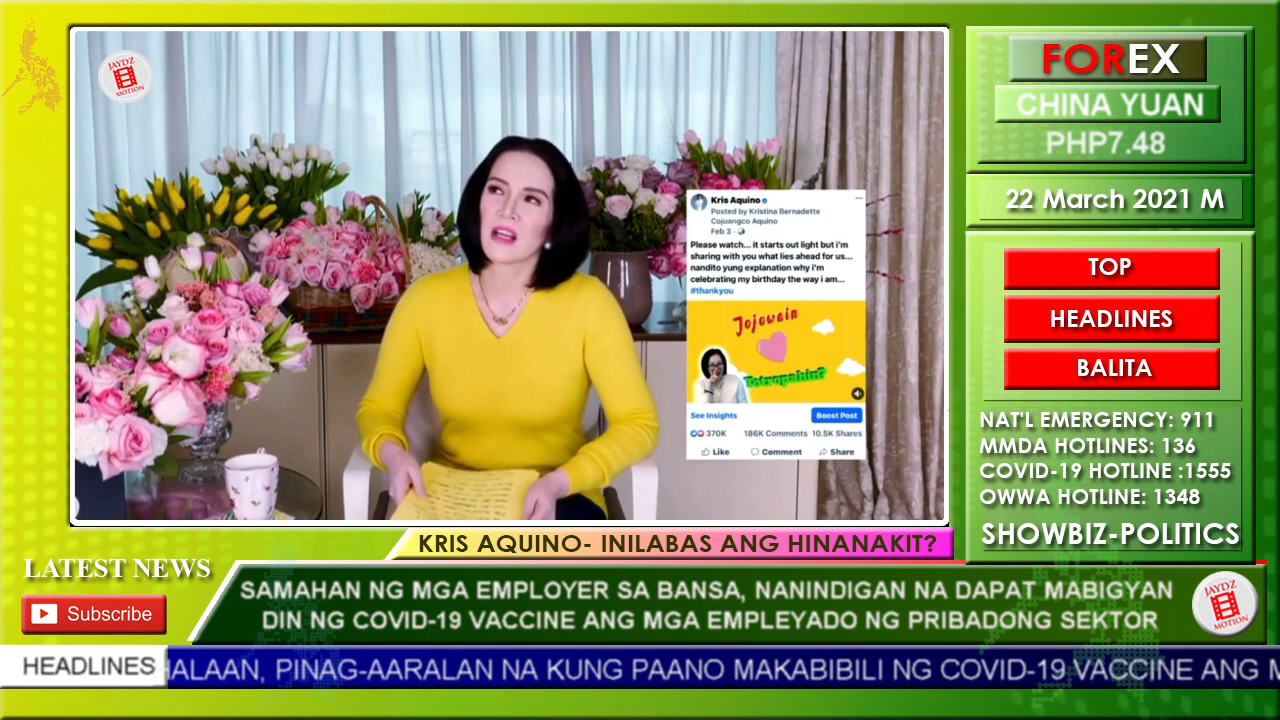 JAYDZ
MOTION
Kris Aquino
Posted by Kristina Bernadette
Cojuangco Aquino
Feb 3 ·
Please watch... it starts out light but i'm
sharing with you what lies ahead for us...
nandito yung explanation why i'm
celebrating my birthday the way i am...
#thankyou
Jojowain
Totropahin?
See Insights
Boost Post
370K 186K Comments 10.5K Shares
Like Comment Share
FOREX
CHINA YUAN
PHP7.48
22 March 2021 M
TOP
HEADLINES
BALITA
NAT'L EMERGENCY: 911
MMDA HOTLINES: 136
COVID-19 HOTLINE :1555
OWWA HOTLINE: 1348
SHOWBIZ-POLITICS
KRIS AQUINO- INILABAS ANG HINANAKIT?
LATEST NEWS
Subscribe
SAMAHAN NG MGA EMPLOYER SA BANSA, NANINDIGAN NA DAPAT MABIGYAN
DIN NG COVID-19 VACCINE ANG MGA EMPLEYADO NG PRIBADONG SEKTOR
JAYDZ
MOTION
HEADLINES
HALAAN, PINAG-AARALAN NA KUNG PAANO MAKABIBILI NG COVID-19 VACCINE ANG M